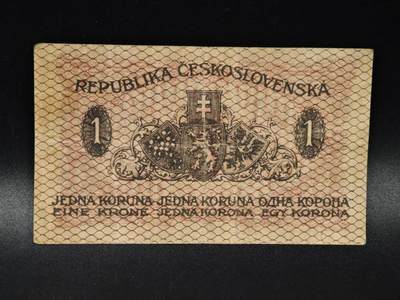 REPUBLIKA ČESKOSLOVENSKÁ
1 1
JEDNA KORUNA JEDNA KORUNA ОДНА КОРОНА
EINE KRONE JEDNA KORONA EGY KORONA